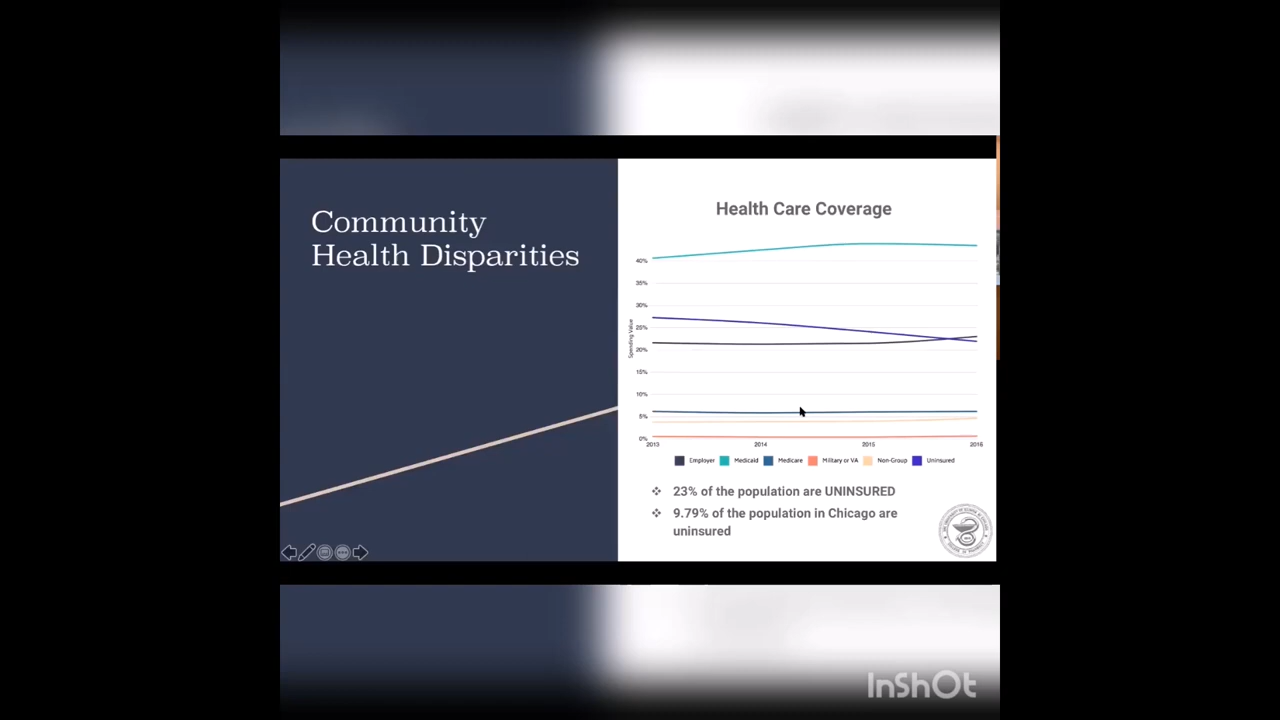 Community
Health Disparities
Health Care Coverage
40%
35%
30%
25%
20%
15%
10%
5%
0%
Spending Value
2013 2014 2015 2016
Employer Medicaid Medicare Military or VA Non-Group Uninsured
❖ 23% of the population are UNINSURED
❖ 9.79% of the population in Chicago are
uninsured
InShOt